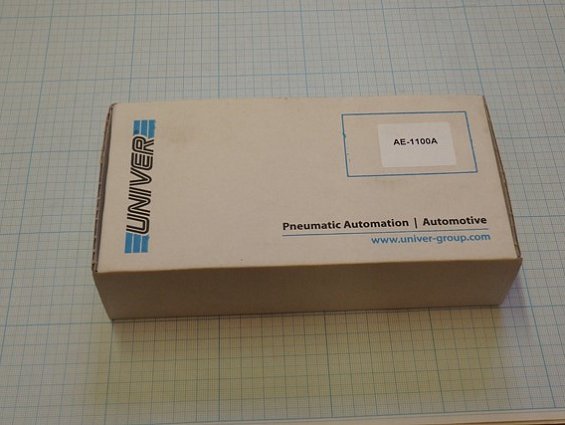 UNIVER
AE-1100A
Pneumatic Automation | Automotive
www.univer-group.com